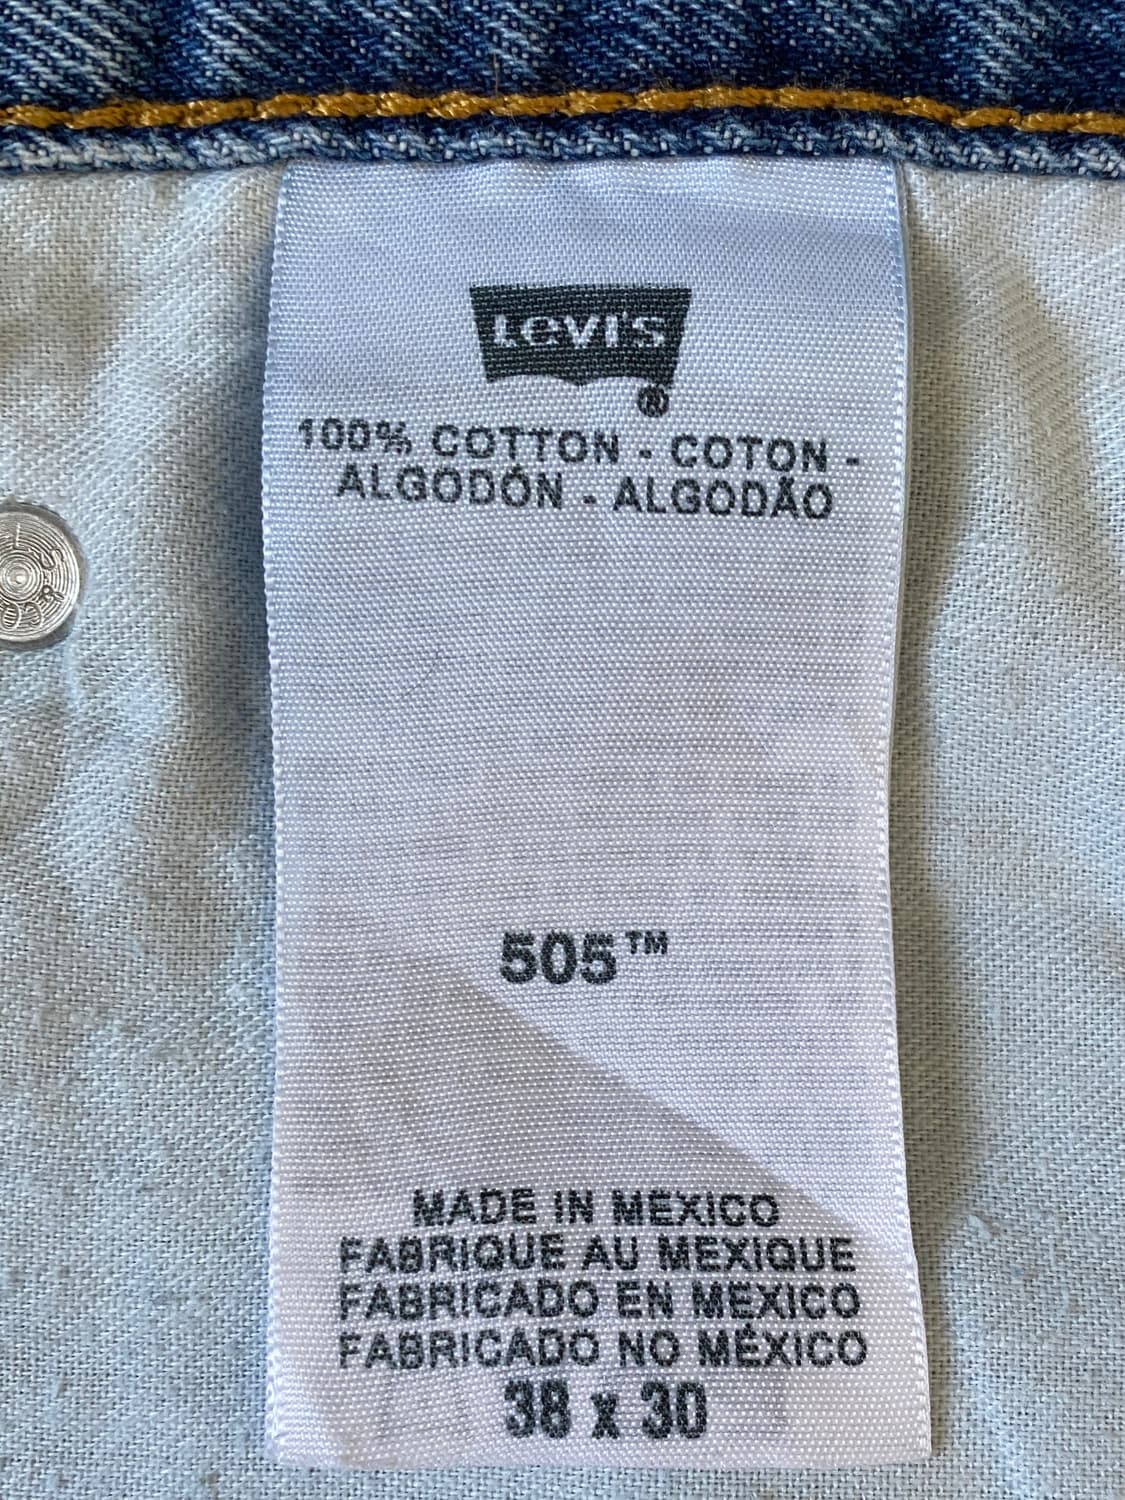 Levi's
®
100% COTTON - COTON -
ALGODÓN - ALGODÃO
505™
MADE IN MEXICO
FABRIQUE AU MEXIQUE
FABRICADO EN MÉXICO
FABRICADO NO MÉXICO
38 x 30